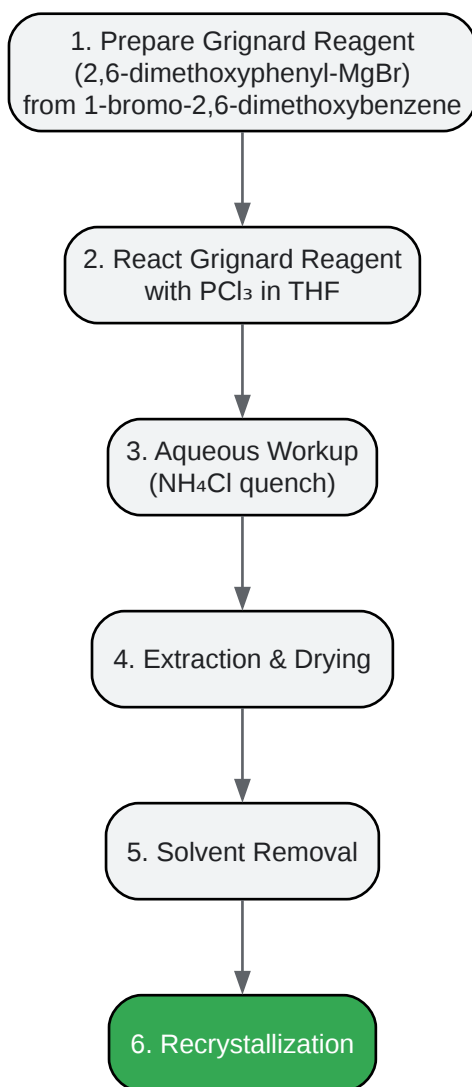 1. Prepare Grignard Reagent
(2,6-dimethoxyphenyl-MgBr)
from 1-bromo-2,6-dimethoxybenzene
2. React Grignard Reagent
with PCl₃ in THF
3. Aqueous Workup
(NH₄Cl quench)
4. Extraction & Drying
5. Solvent Removal
6. Recrystallization